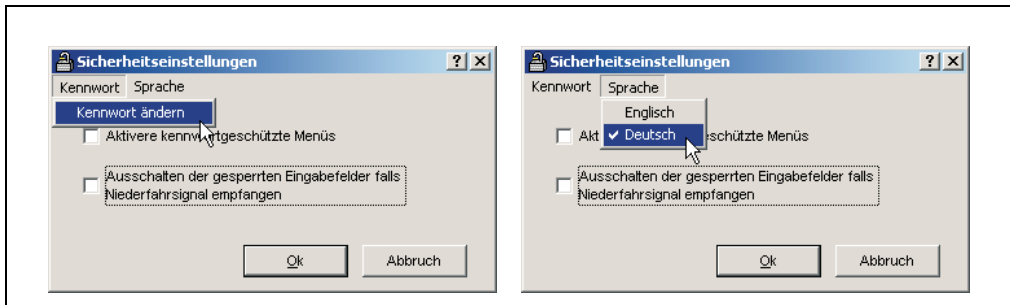 Sicherheitseinstellungen ? X
Kennwort Sprache
Kennwort ändern
Aktivere kennwortgeschützte Menüs
Ausschalten der gesperrten Eingabefelder falls
Niederfahrsignal empfangen
Ok Abbruch
Sicherheitseinstellungen ? X
Kennwort Sprache
Englisch
Deutsch
Akt eschützte Menüs
Ausschalten der gesperrten Eingabefelder falls
Niederfahrsignal empfangen
Ok Abbruch